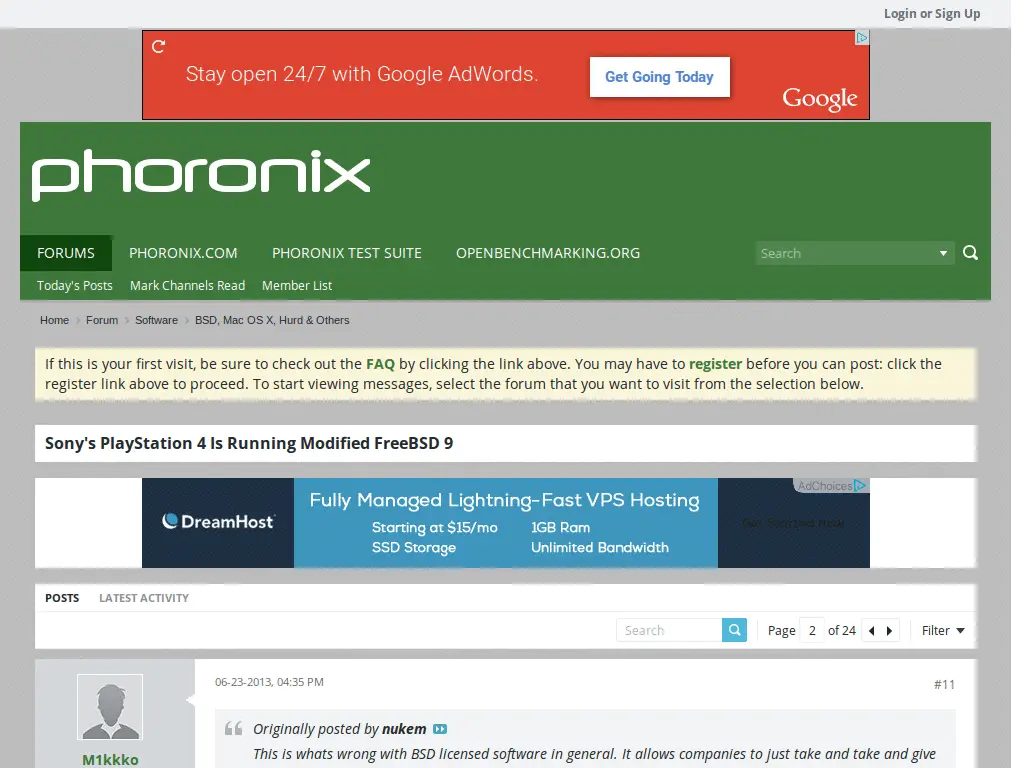 Login or Sign Up
Stay open 24/7 with Google AdWords.
Get Going Today
Google
phoronix
FORUMS PHORONIX.COM PHORONIX TEST SUITE OPENBENCHMARKING.ORG Search
Today's Posts Mark Channels Read Member List
Home Forum Software BSD, Mac OS X, Hurd & Others
If this is your first visit, be sure to check out the FAQ by clicking the link above. You may have to register before you can post: click the
register link above to proceed. To start viewing messages, select the forum that you want to visit from the selection below.
Sony's PlayStation 4 Is Running Modified FreeBSD 9
AdChoices
DreamHost
Fully Managed Lightning-Fast VPS Hosting
Starting at $15/mo 1GB Ram
SSD Storage Unlimited Bandwidth
POSTS LATEST ACTIVITY
Search Page 2 of 24 Filter
06-23-2013, 04:35 PM #11
M1kkko
Originally posted by nukem
This is whats wrong with BSD licensed software in general. It allows companies to just take and take and give